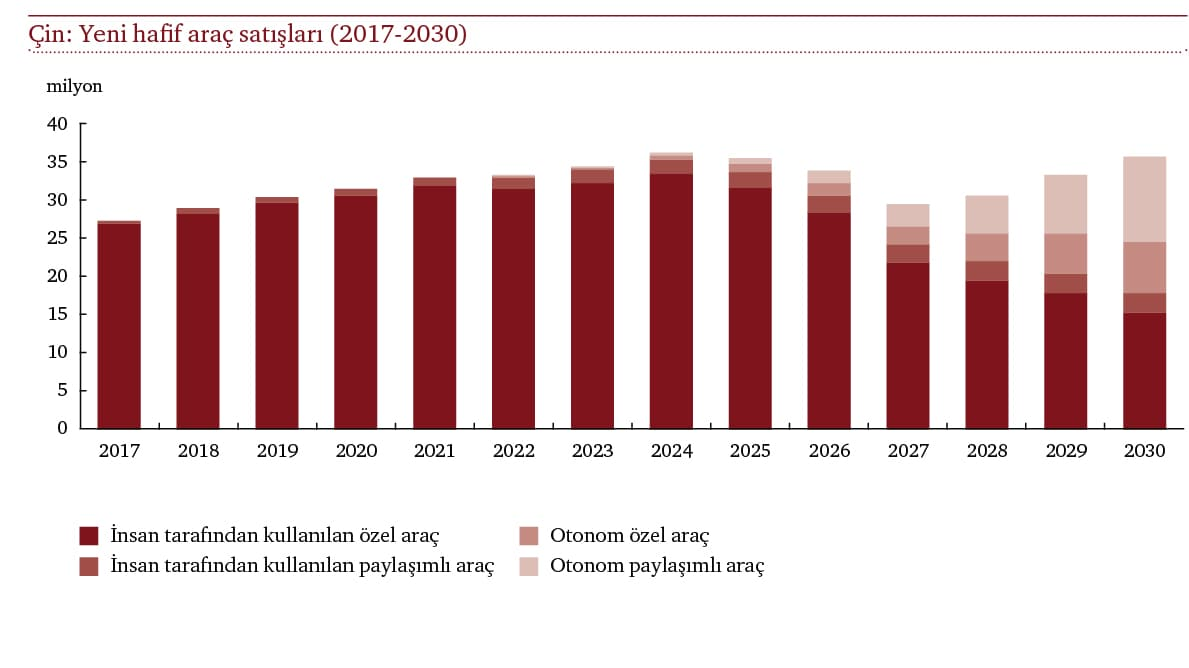 Çin: Yeni hafif araç satışları (2017-2030)
milyon
40
35
30
25
20
15
10
5
0
2017 2018 2019 2020 2021 2022 2023 2024 2025 2026 2027 2028 2029 2030
İnsan tarafından kullanılan özel araç Otonom özel araç
İnsan tarafından kullanılan paylaşımlı araç Otonom paylaşımlı araç